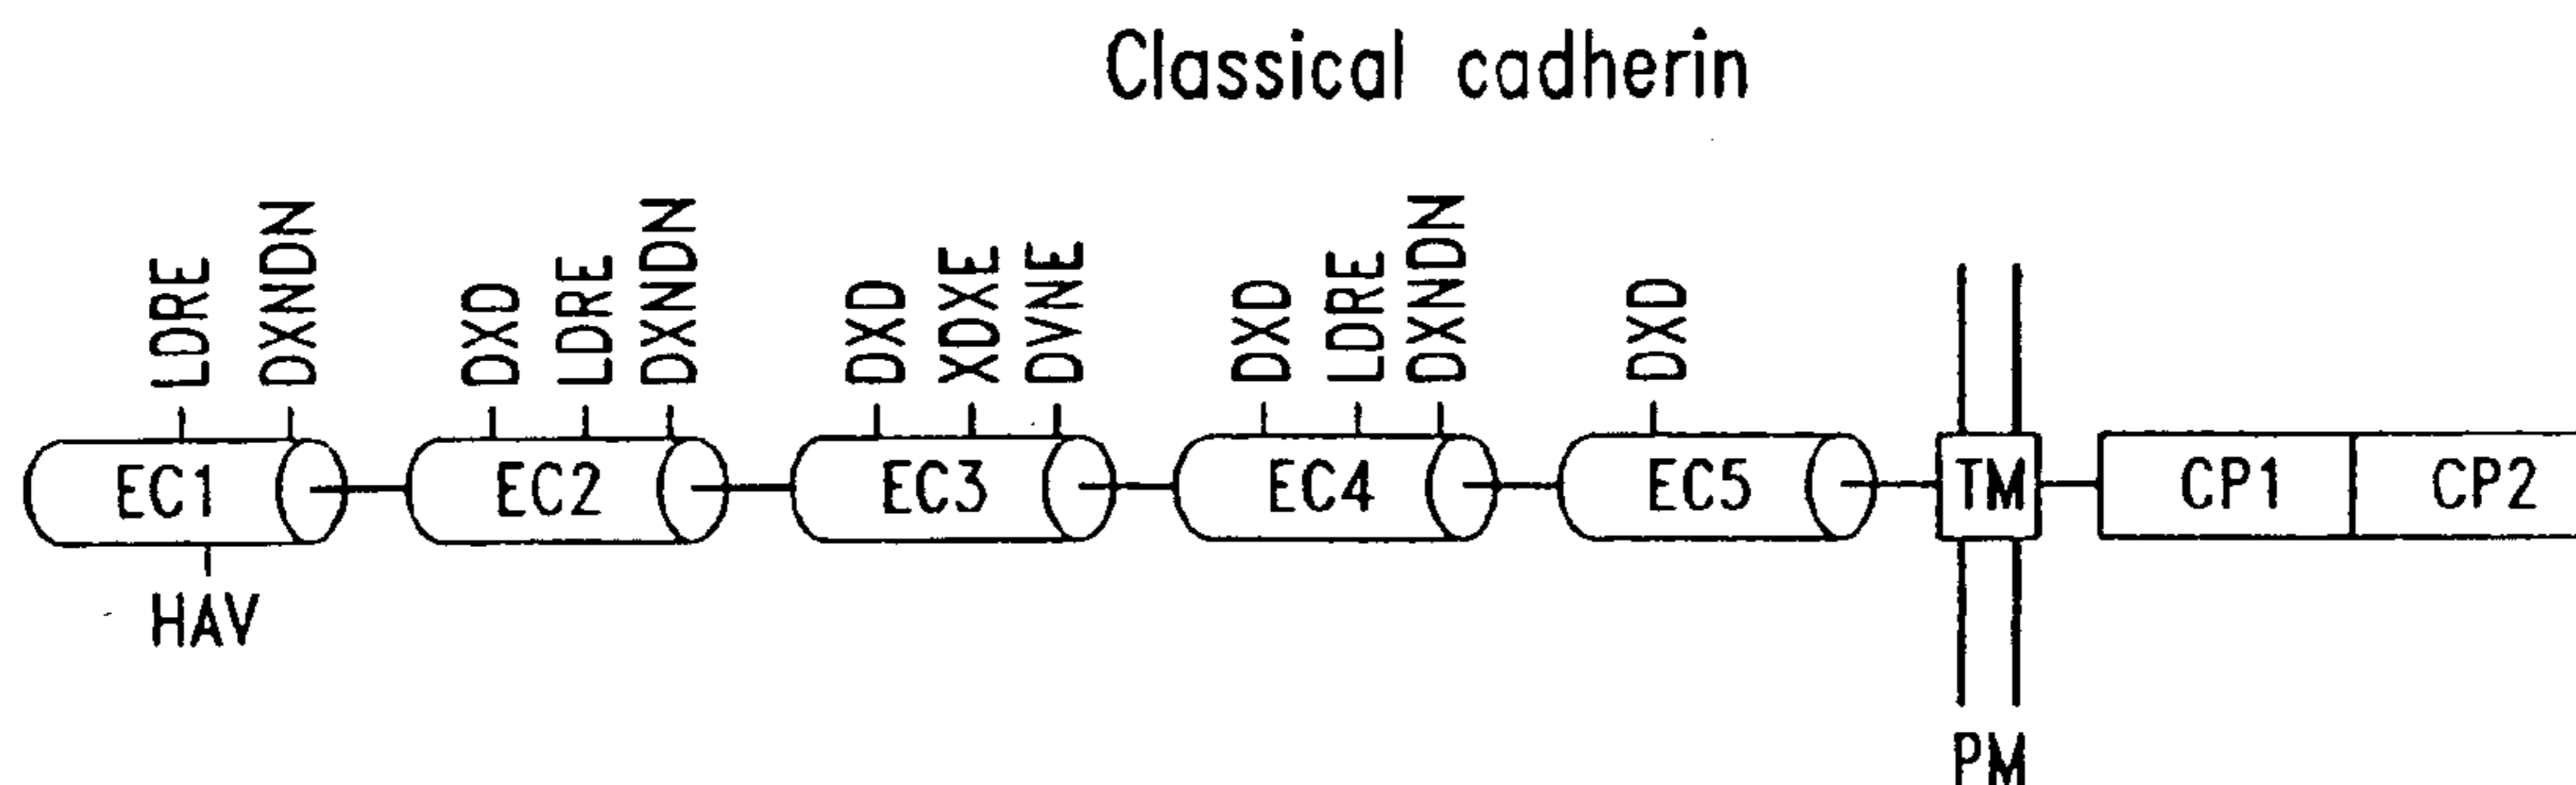 Classical cadherin
LDRE DXNDN DXD LDRE DXNDN DXD XDXE DVNE DXD LDRE DXNDN DXD
EC1 EC2 EC3 EC4 EC5 TM CP1 CP2
HAV
PM